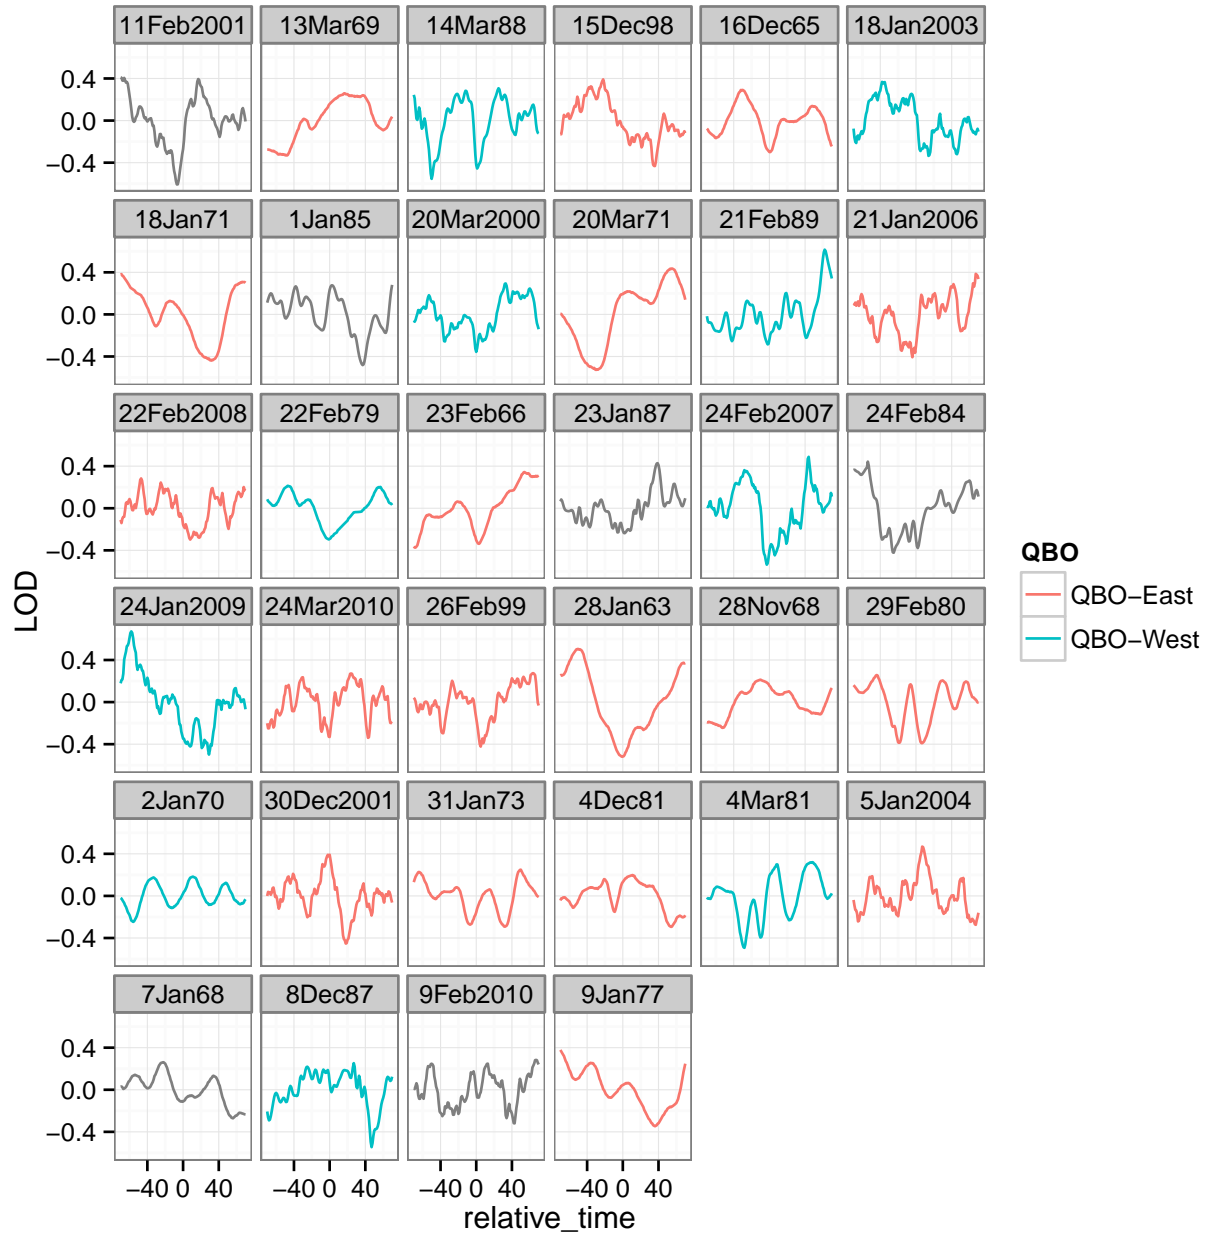 11Feb2001 13Mar69 14Mar88 15Dec98 16Dec65 18Jan2003
0.4
0.0
−0.4
18Jan71 1Jan85 20Mar2000 20Mar71 21Feb89 21Jan2006
0.4
0.0
−0.4
22Feb2008 22Feb79 23Feb66 23Jan87 24Feb2007 24Feb84
0.4
0.0
−0.4
24Jan2009 24Mar2010 26Feb99 28Jan63 28Nov68 29Feb80
0.4
0.0
−0.4
2Jan70 30Dec2001 31Jan73 4Dec81 4Mar81 5Jan2004
0.4
0.0
−0.4
7Jan68 8Dec87 9Feb2010 9Jan77
0.4
0.0
−0.4
−40 0 40 −40 0 40 −40 0 40 −40 0 40
relative_time
LOD
QBO
QBO−East
QBO−West